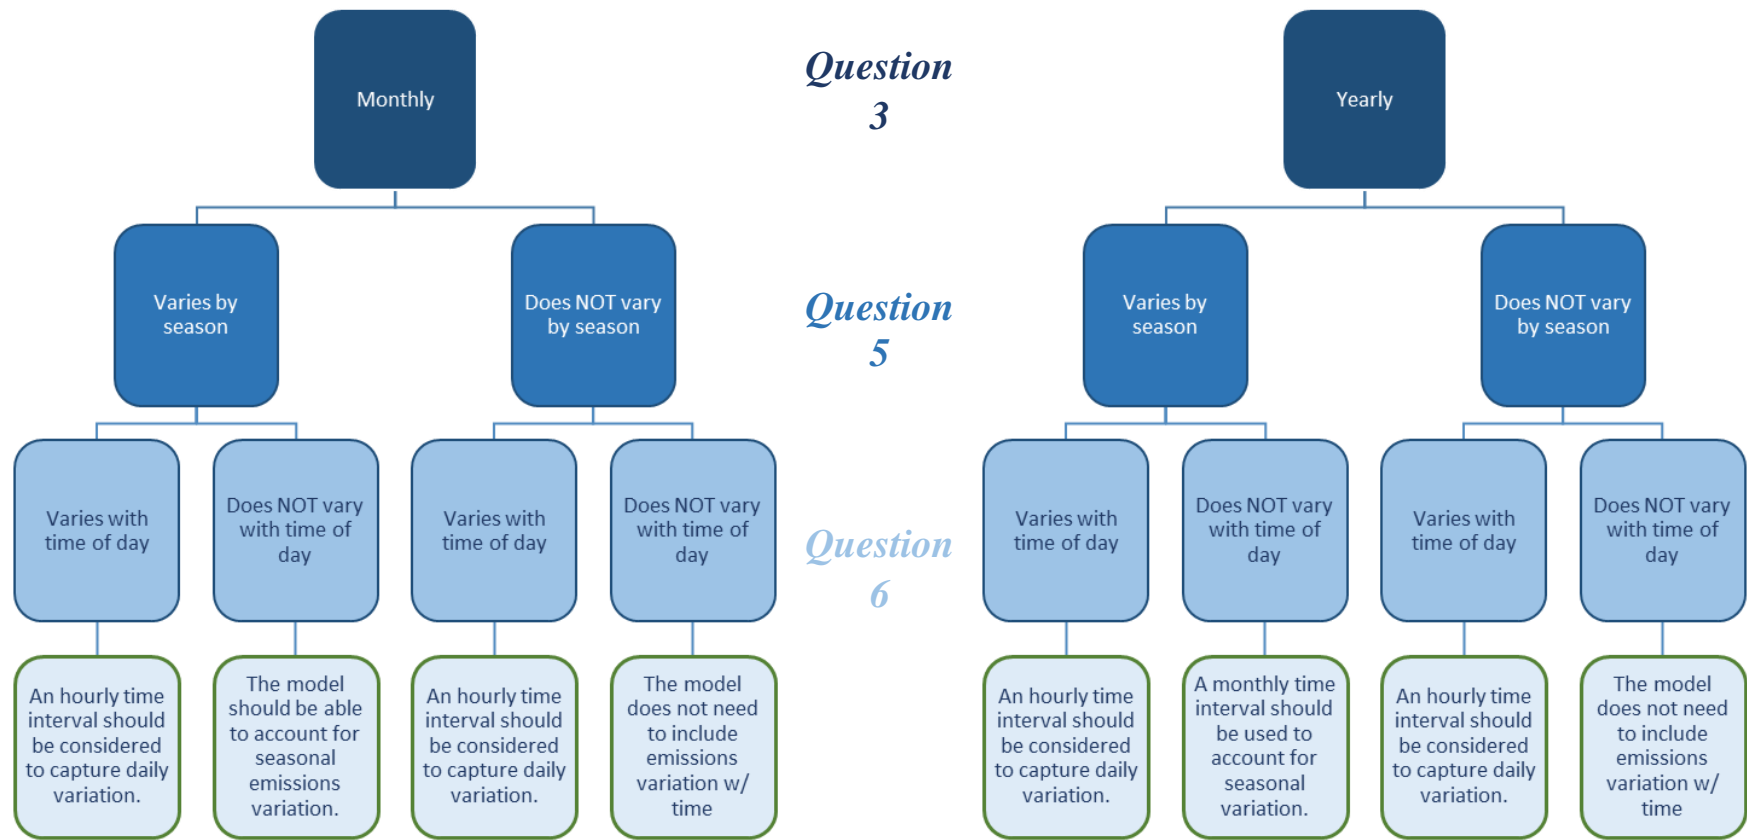 Monthly
Question
3
Yearly
Varies by
season
Does NOT vary
by season
Question
5
Varies by
season
Does NOT vary
by season
Varies with
time of day
Does NOT vary
with time of
day
Varies with
time of day
Does NOT vary
with time of
day
Question
6
Varies with
time of day
Does NOT vary
with time of
day
Varies with
time of day
Does NOT vary
with time of
day
An hourly time
interval should
be considered
to capture daily
variation.
The model
should be able
to account for
seasonal
emissions
variation.
An hourly time
interval should
be considered
to capture daily
variation.
The model
does not need
to include
emissions
variation w/
time
An hourly time
interval should
be considered
to capture daily
variation.
A monthly time
interval should
be used to
account for
seasonal
variation.
An hourly time
interval should
be considered
to capture daily
variation.
The model
does not need
to include
emissions
variation w/
time